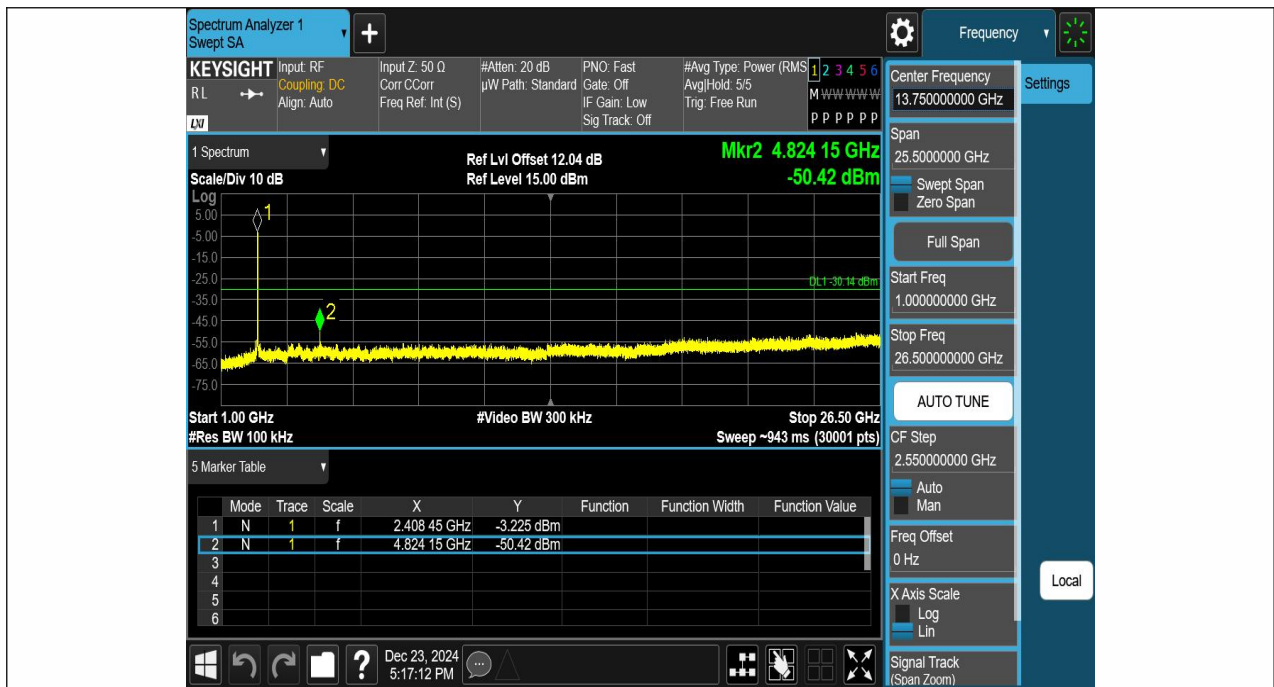 Spectrum Analyzer 1
Swept SA
+
Frequency
KEYSIGHT
RL
LXI
Input: RF
Coupling: DC
Align: Auto
Input Z: 50 Ω
Corr CCorr
Freq Ref: Int (S)
#Atten: 20 dB
µW Path: Standard
PNO: Fast
Gate: Off
IF Gain: Low
Sig Track: Off
#Avg Type: Power (RMS
Avg|Hold: 5/5
Trig: Free Run
1 2 3 4 5 6
M W W W W W
P P P P P P
1 Spectrum
Scale/Div 10 dB
Ref Lvl Offset 12.04 dB
Ref Level 15.00 dBm
Mkr2 4.824 15 GHz
-50.42 dBm
Log
5.00
-5.00
-15.0
-25.0
-35.0
-45.0
-55.0
-65.0
-75.0
1
2
DL1 -30.14 dBm
Start 1.00 GHz
#Res BW 100 kHz
#Video BW 300 kHz
Stop 26.50 GHz
Sweep ~943 ms (30001 pts)
5 Marker Table
Mode Trace Scale X Y Function Function Width Function Value
1 N 1 f 2.408 45 GHz -3.225 dBm
2 N 1 f 4.824 15 GHz -50.42 dBm
3
4
5
6
?
Dec 23, 2024
5:17:12 PM
Center Frequency
13.750000000 GHz
Settings
Span
25.5000000 GHz
Swept Span
Zero Span
Full Span
Start Freq
1.000000000 GHz
Stop Freq
26.500000000 GHz
AUTO TUNE
CF Step
2.550000000 GHz
Auto
Man
Freq Offset
0 Hz
Local
X Axis Scale
Log
Lin
Signal Track
(Span Zoom)